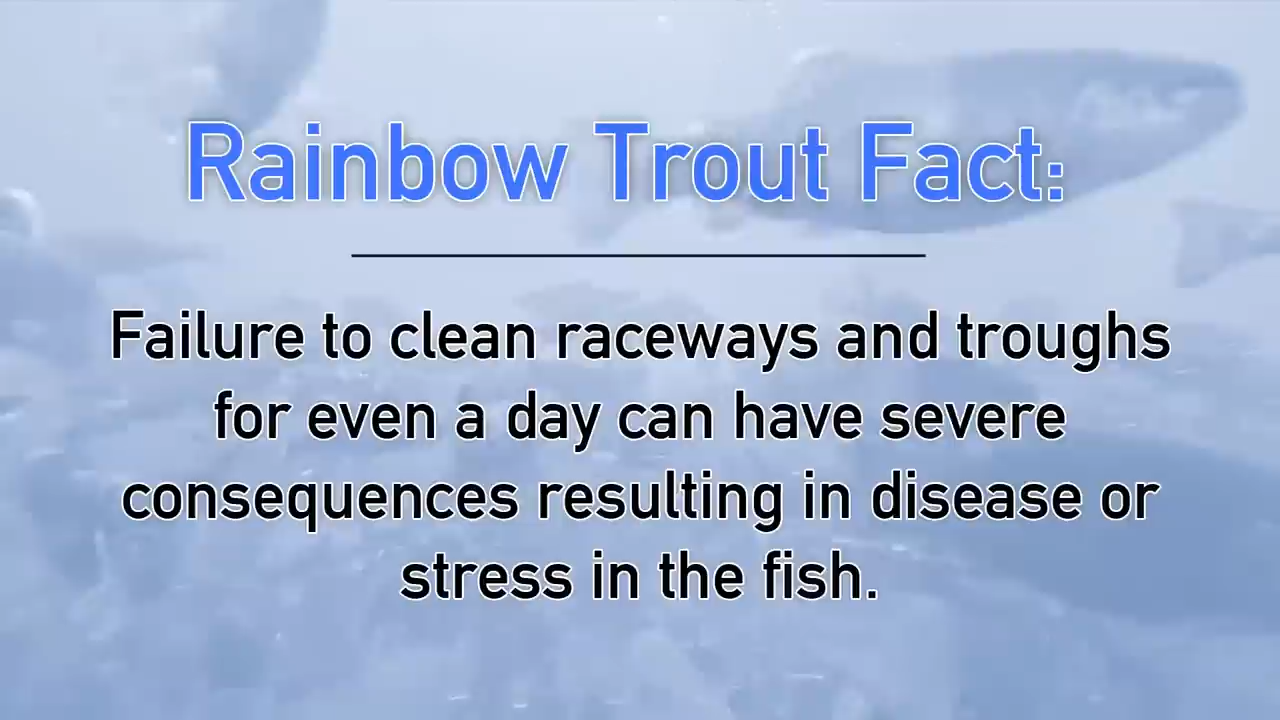 Rainbow Trout Fact:
Failure to clean raceways and troughs
for even a day can have severe
consequences resulting in disease or
stress in the fish.